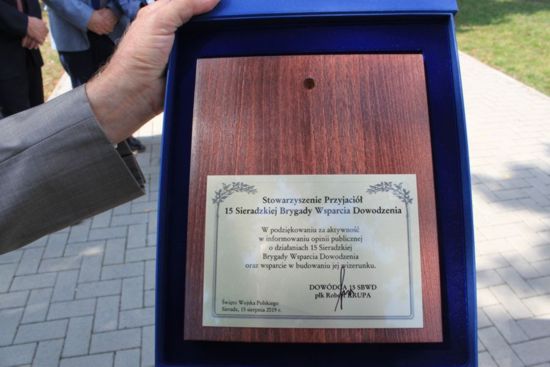 Stowarzyszenie Przyjaciół
15 Sieradzkiej Brygady Wsparcia Dowodzenia
W podziękowaniu za aktywność
w informowaniu opinii publicznej
o działaniach 15 Sieradzkiej
Brygady Wsparcia Dowodzenia
oraz wsparcie w budowaniu jej wizerunku.
DOWÓDCA 15 SBWD
płk Robert KRUPA
Święto Wojska Polskiego
Sieradz, 15 sierpnia 2019 r.